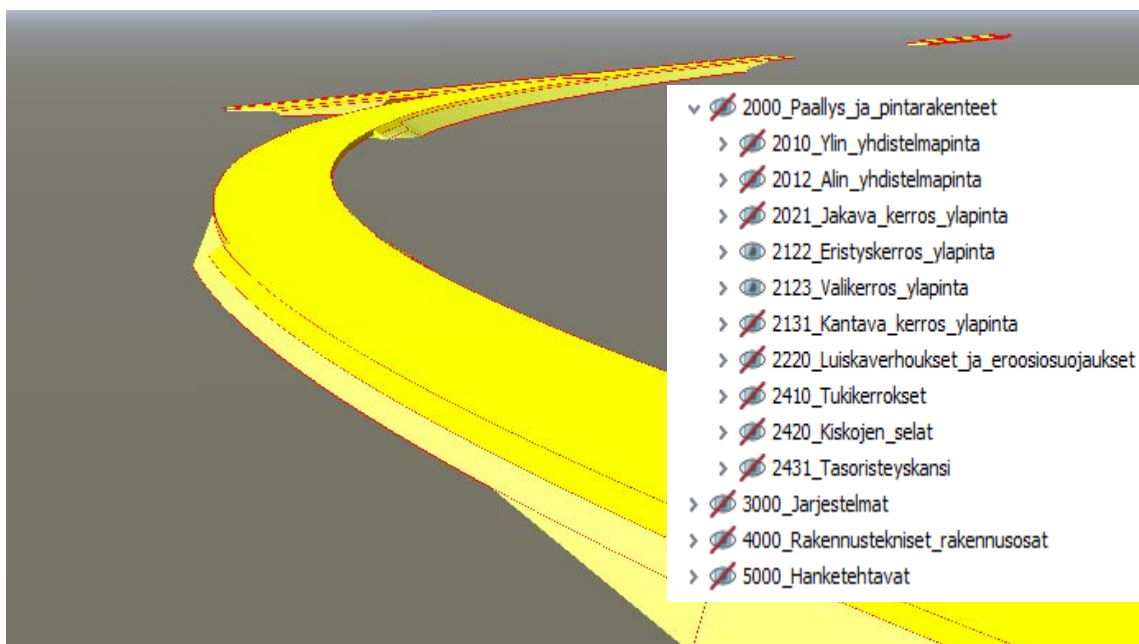 2000_Paallys_ja_pintarakenteet
2010_Ylin_yhdistelmapinta
2012_Alin_yhdistelmapinta
2021_Jakava_kerros_ylapinta
2122_Eristyskerros_ylapinta
2123_Valikerros_ylapinta
2131_Kantava_kerros_ylapinta
2220_Luiskaverhoukset_ja_eroosiosuojaukset
2410_Tukikerrokset
2420_Kiskojen_selat
2431_Tasoristeyskansi
3000_Jarjestelmat
4000_Rakennustekniset_rakennusosat
5000_Hanketehtavat